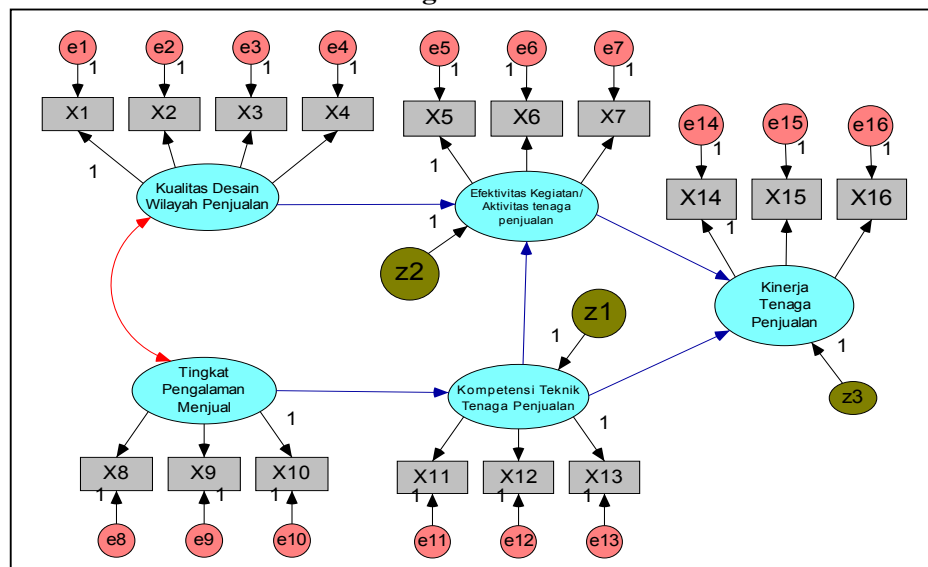 e1 e2 e3 e4 e5 e6 e7
1 1 1 1 1 1 1
X1 X2 X3 X4 X5 X6 X7
e14 e15 e16
1 1 1
X14 X15 X16
1 1 1
Kualitas Desain
Wilayah Penjualan
Efektivitas Kegiatan/
Aktivitas tenaga
penjualan
1
z2
z1
1
Kinerja
Tenaga
Penjualan
1
z3
Tingkat
Pengalaman
Menjual
Kompetensi Teknik
Tenaga Penjualan
1 1
X8 X9 X10 X11 X12 X13
1 1 1 1 1 1
e8 e9 e10 e11 e12 e13